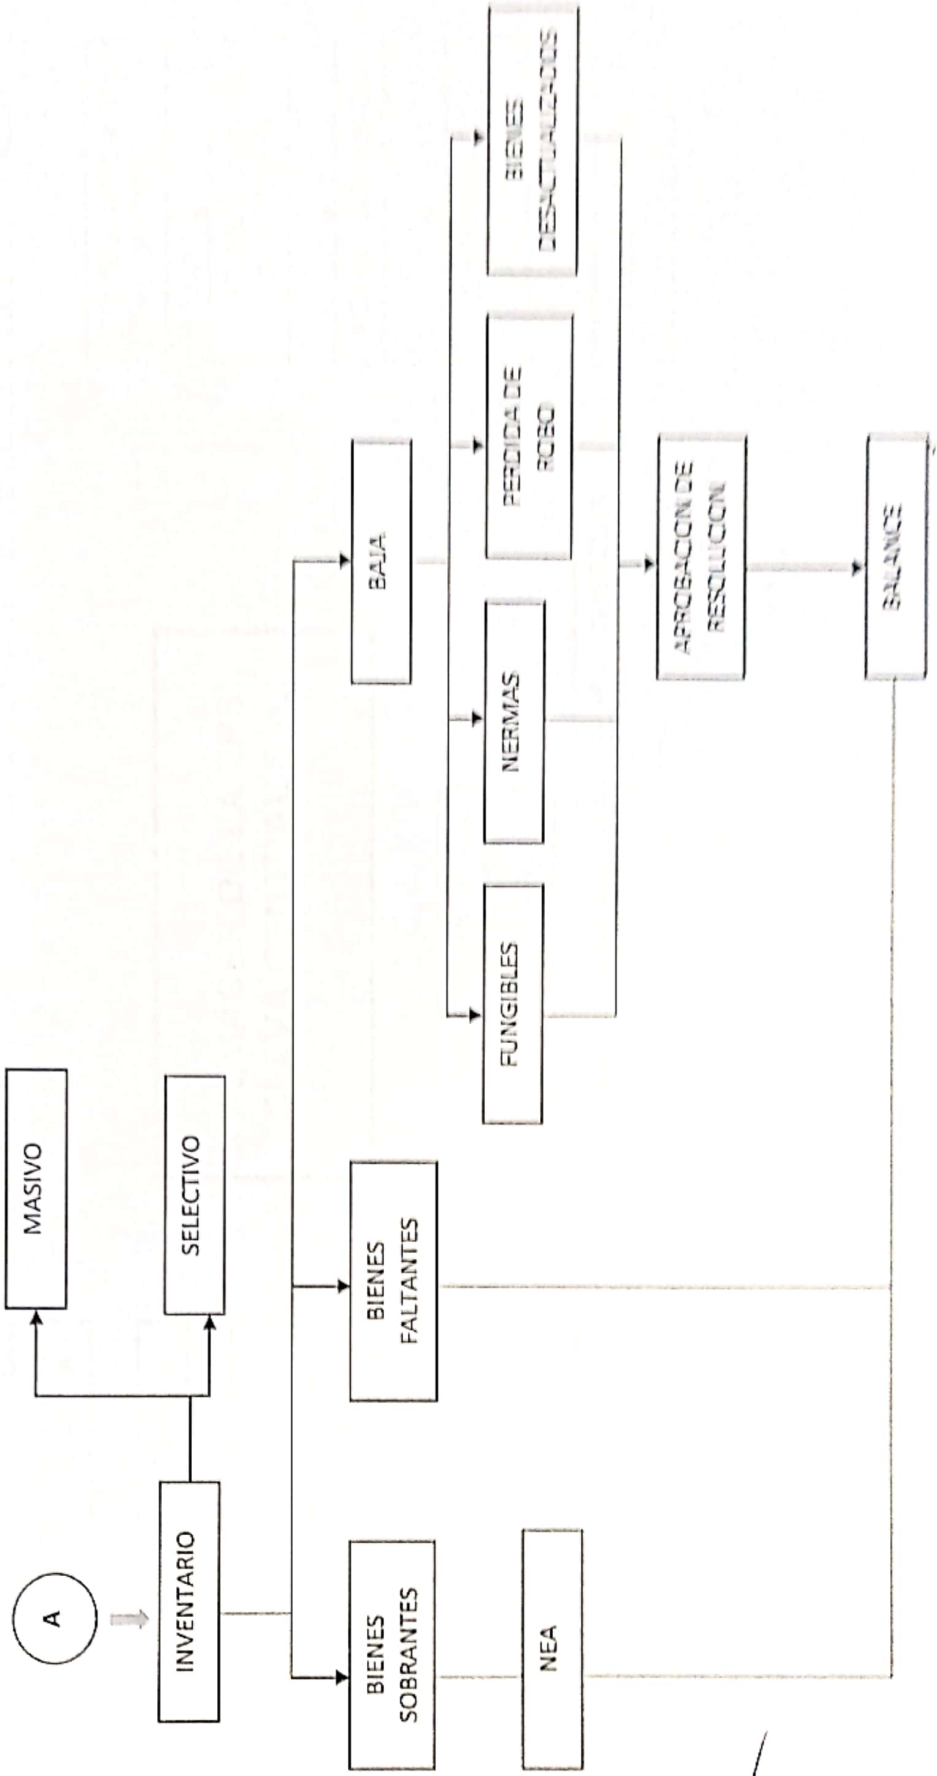 A
INVENTARIO
MASIVO
SELECTIVO
BIENES
SOBRANTES
BIENES
FALTANTES
BAJA
NEA
FUNGIBLES
NERMAS
PERDIDA DE
ROBO
BIENES
DESACTUALIZADOS
APROBACION DE
RESOLUCION
BALANCE